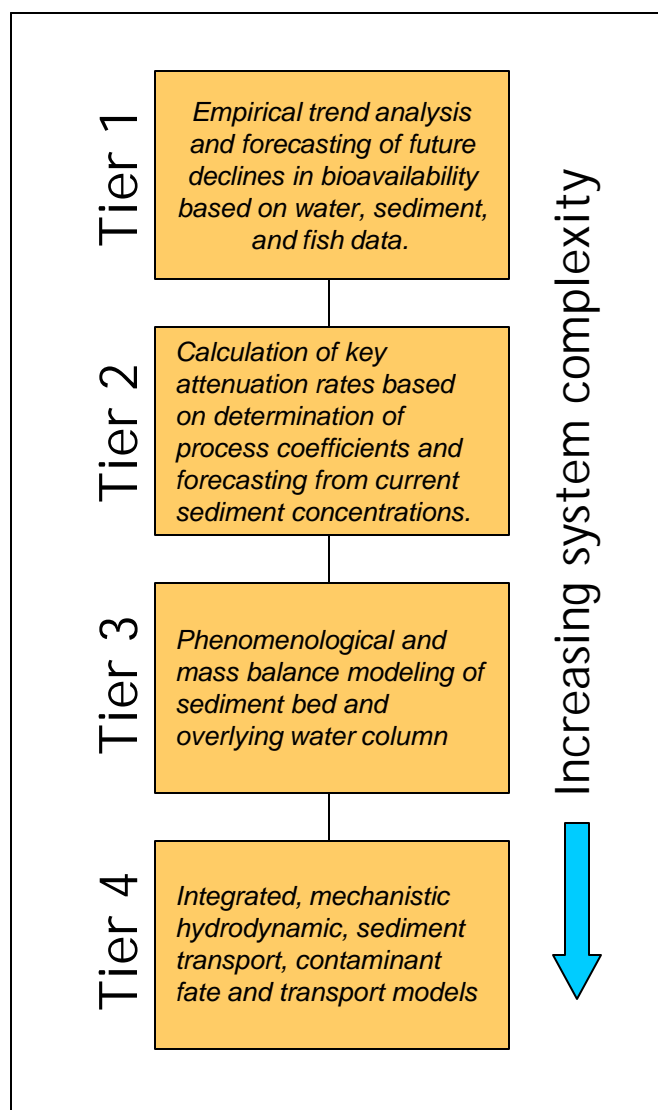 Tier 1
Empirical trend analysis
and forecasting of future
declines in bioavailability
based on water, sediment,
and fish data.
Tier 2
Calculation of key
attenuation rates based
on determination of
process coefficients and
forecasting from current
sediment concentrations.
Tier 3
Phenomenological and
mass balance modeling of
sediment bed and
overlying water column
Tier 4
Integrated, mechanistic
hydrodynamic, sediment
transport, contaminant
fate and transport models
Increasing system complexity